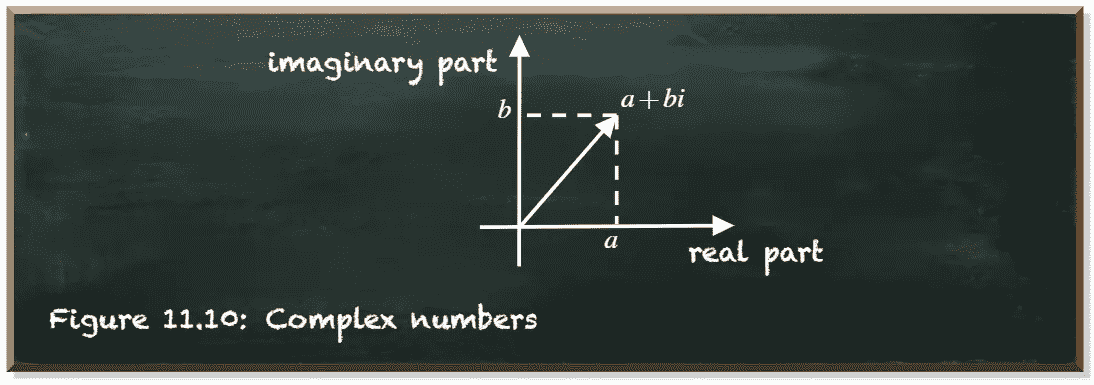 imaginary part
b
a+bi
a
real part
Figure 11.10: Complex numbers